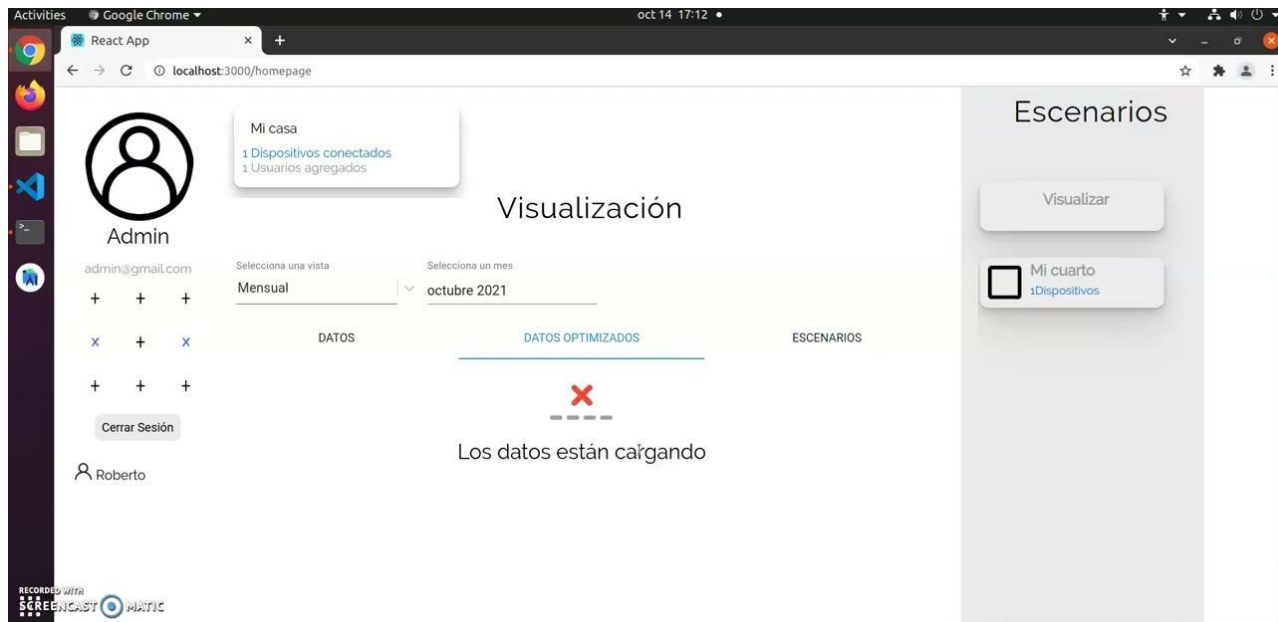 Activities Google Chrome oct 14 17:12
React App
localhost:3000/homepage
Mi casa
1 Dispositivos conectados
1 Usuarios agregados
Admin
admin@gmail.com
+ + +
x + x
+ + +
Cerrar Sesión
Roberto
Visualización
Selecciona una vista Selecciona un mes
Mensual octubre 2021
DATOS DATOS OPTIMIZADOS ESCENARIOS
Los datos están cargando
Escenarios
Visualizar
Mi cuarto
1Dispositivos
RECORDED WITH
SCREENCAST MATIC